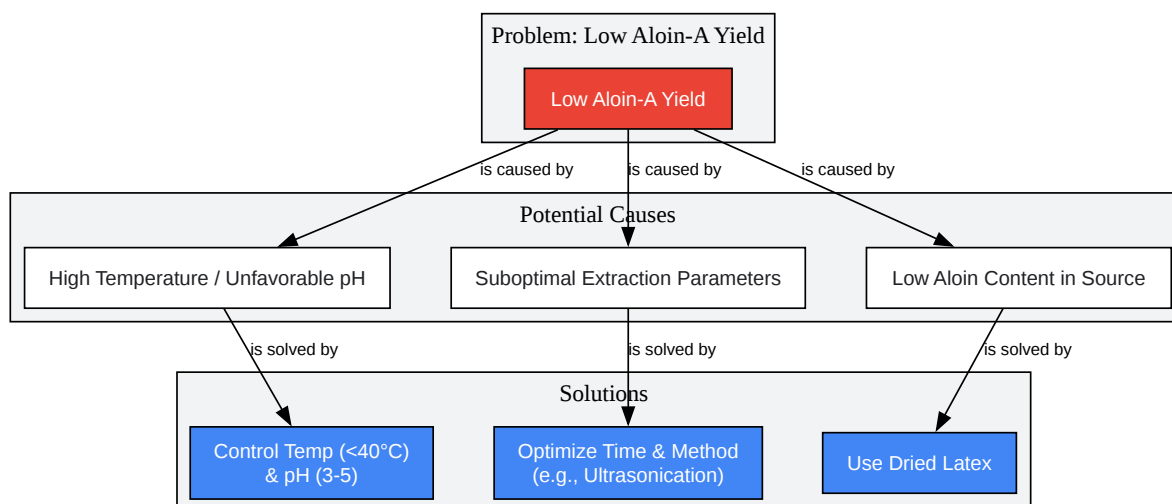 Problem: Low Aloin-A Yield
Low Aloin-A Yield
is caused by
is caused by
is caused by
Potential Causes
High Temperature / Unfavorable pH
Suboptimal Extraction Parameters
Low Aloin Content in Source
is solved by
is solved by
is solved by
Solutions
Control Temp (<40°C)
& pH (3-5)
Optimize Time & Method
(e.g., Ultrasonication)
Use Dried Latex